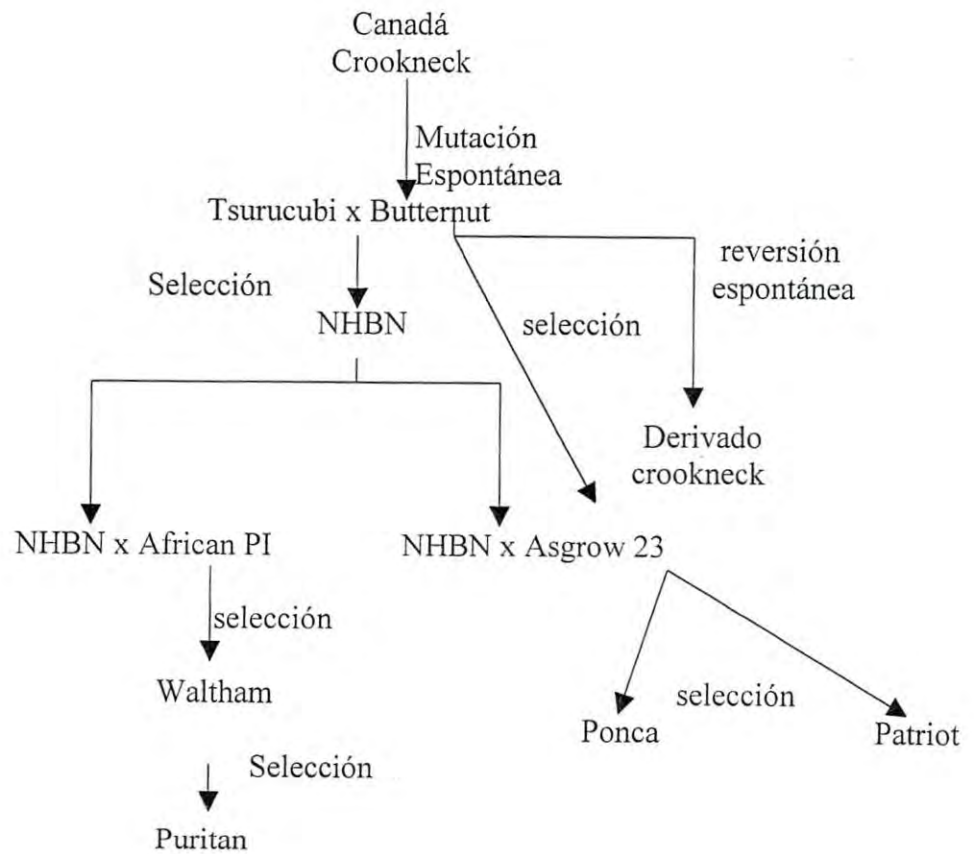 Canadá
Crookneck
Mutación
Espontánea
Tsurucubi x Butternut
reversión
espontánea
Selección
NHBN
selección
Derivado
crookneck
NHBN x African PI
NHBN x Asgrow 23
selección
Waltham
selección
Ponca
Patriot
Selección
Puritan